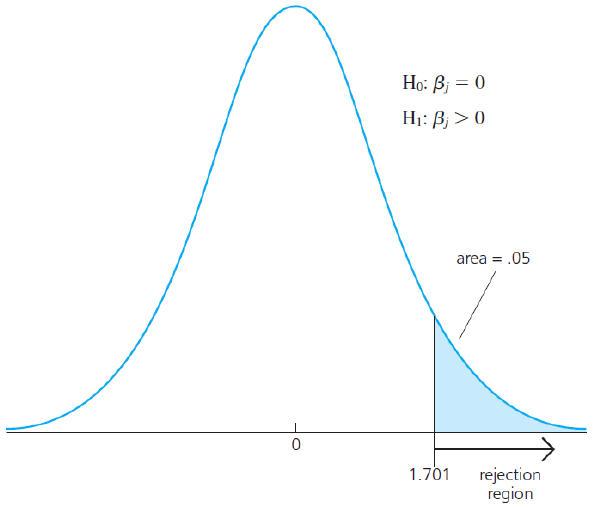 H₀: βⱼ = 0
H₁: βⱼ > 0
area = .05
0
1.701
rejection
region